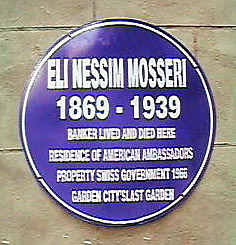 ELI NESSIM MOSSERI
1869 - 1939
BANKER LIVED AND DIED HERE
RESIDENCE OF AMERICAN AMBASSADORS
PROPERTY SWISS GOVERNMENT 1966
GARDEN CITY'S LAST GARDEN